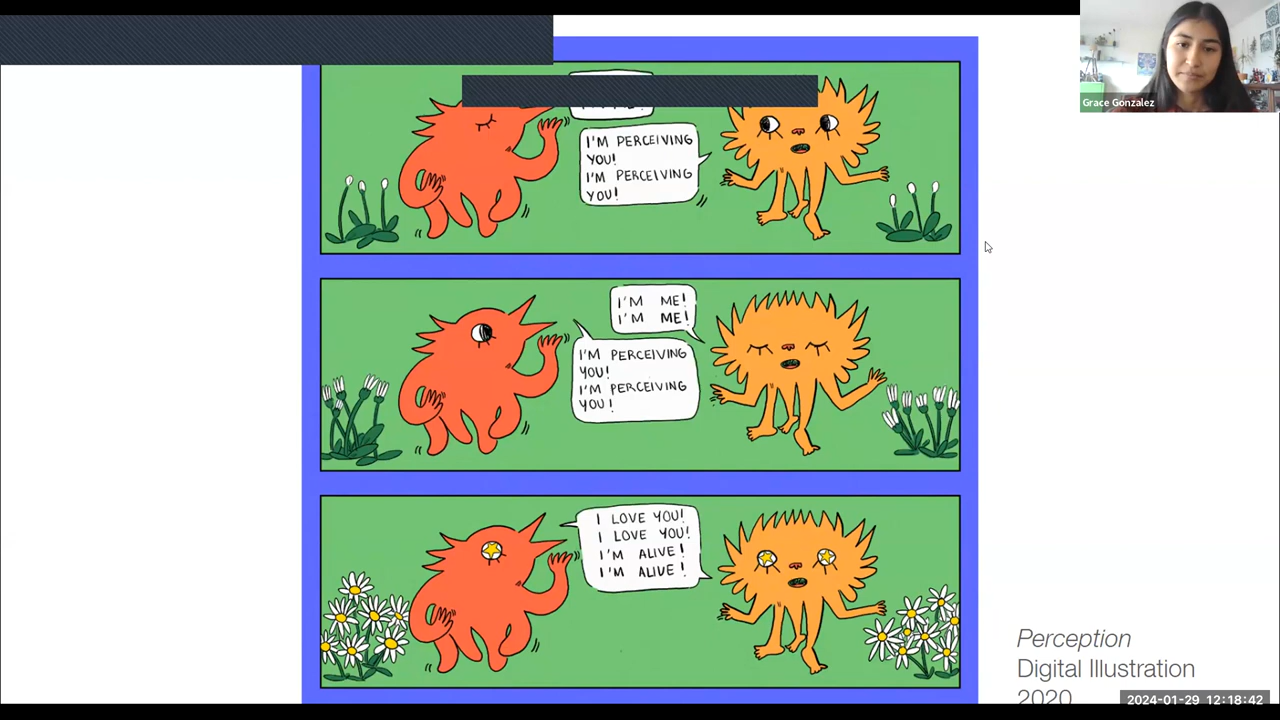 Grace Gonzalez
I'M PERCEIVING
YOU!
I'M PERCEIVING
YOU!
I'M ME!
I'M ME!
I'M PERCEIVING
YOU!
I'M PERCEIVING
YOU!
I LOVE YOU!
I LOVE YOU!
I'M ALIVE!
I'M ALIVE!
Perception
Digital Illustration
2020
2024-01-29 12:18:42